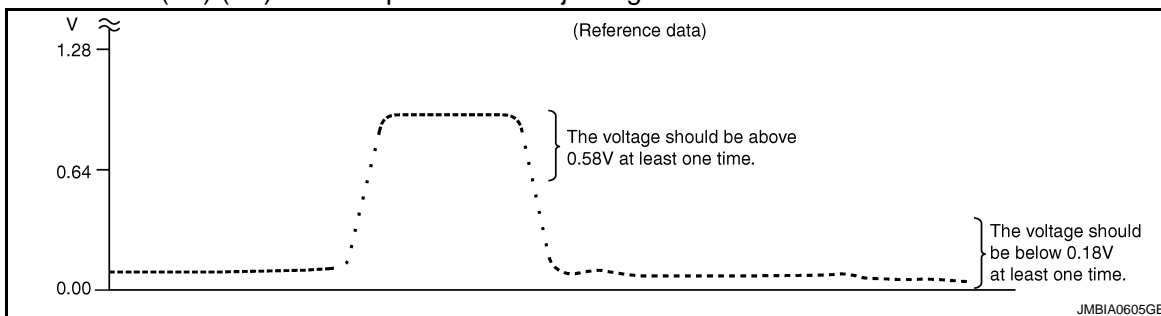 V
(Reference data)
1.28
The voltage should be above
0.58V at least one time.
0.64
The voltage should
be below 0.18V
at least one time.
0.00
JMBIA0605GE